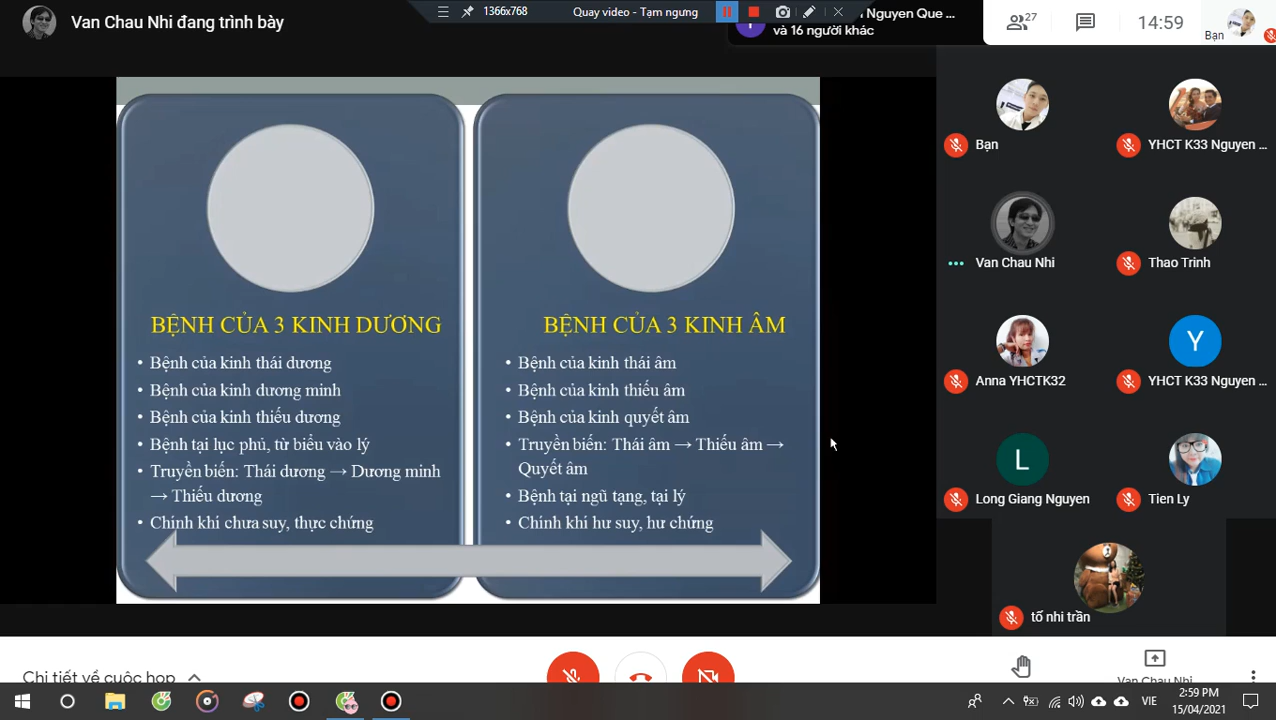 Van Chau Nhi đang trình bày
1366x768
Quay video - Tạm ngưng
Nguyen Que ...
và 16 người khác
27
14:59
Bạn
BỆNH CỦA 3 KINH DƯƠNG
• Bệnh của kinh thái dương
• Bệnh của kinh dương minh
• Bệnh của kinh thiếu dương
• Bệnh tại lục phủ, từ biểu vào lý
• Truyền biến: Thái dương → Dương minh
→ Thiếu dương
• Chính khí chưa suy, thực chứng
BỆNH CỦA 3 KINH ÂM
• Bệnh của kinh thái âm
• Bệnh của kinh thiếu âm
• Bệnh của kinh quyết âm
• Truyền biến: Thái âm → Thiếu âm →
Quyết âm
• Bệnh tại ngũ tạng, tại lý
• Chính khí hư suy, hư chứng
Bạn
YHCT K33 Nguyen ...
Van Chau Nhi
Thao Trinh
Y
Anna YHCTK32
YHCT K33 Nguyen ...
L
Long Giang Nguyen
Tien Ly
tố nhi trần
Chi tiết về cuộc họp
Van Chau Nhi
VIE
2:59 PM
15/04/2021